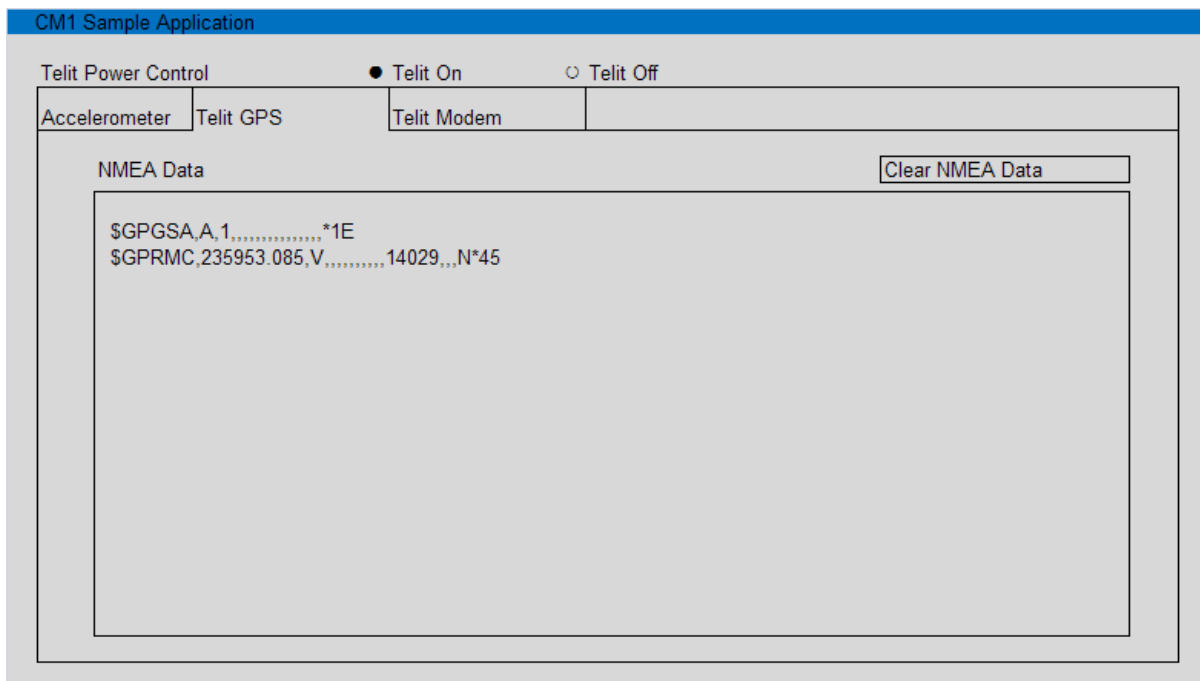 CM1 Sample Application
Telit Power Control Telit On Telit Off
Accelerometer Telit GPS Telit Modem
NMEA Data Clear NMEA Data
$GPGSA,A,1,,,,,,,,,,,,,,,*1E
$GPRMC,235953.085,V,,,,,,,,,,14029,,,N*45